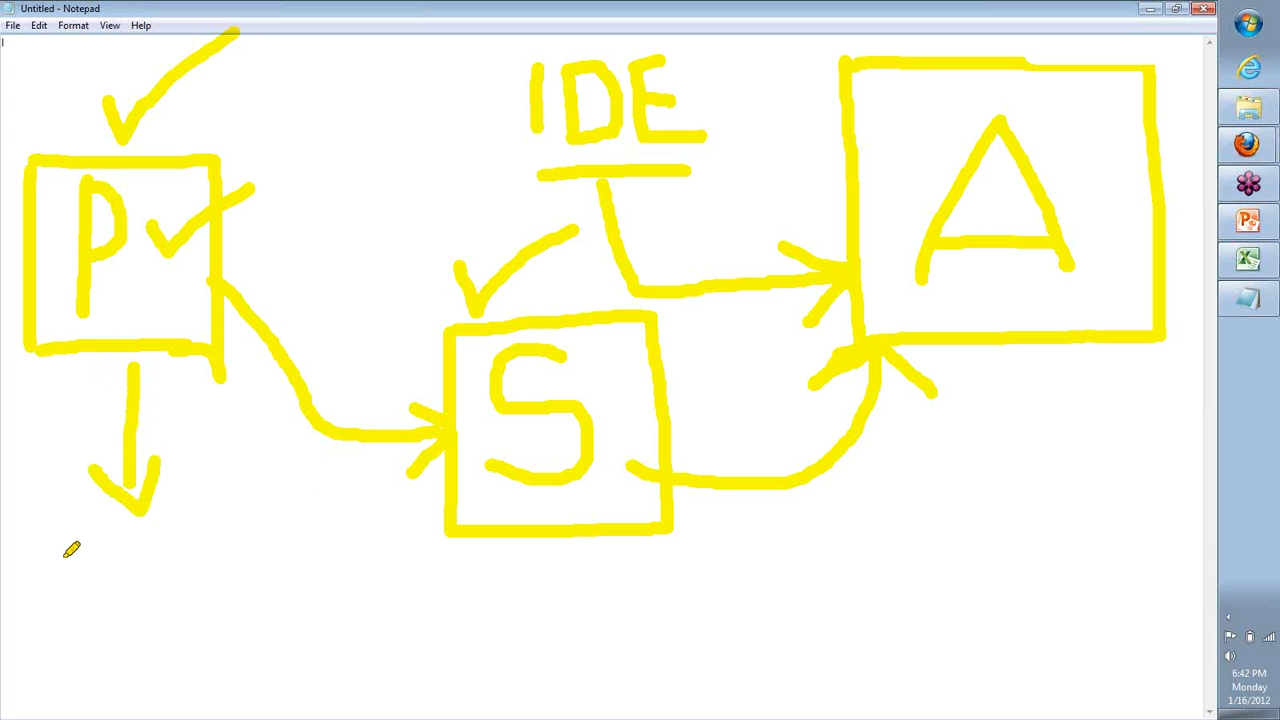 Untitled - Notepad
File Edit Format View Help
IDE
A
P
S
6:42 PM
Monday
1/16/2012